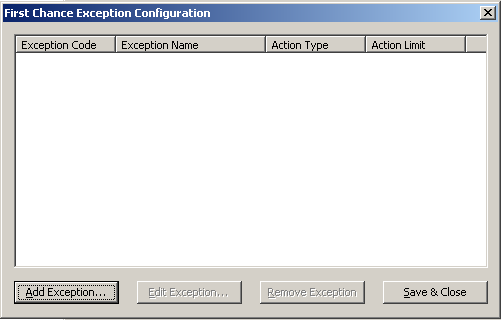 First Chance Exception Configuration
Exception Code Exception Name Action Type Action Limit
Add Exception... Edit Exception... Remove Exception Save & Close